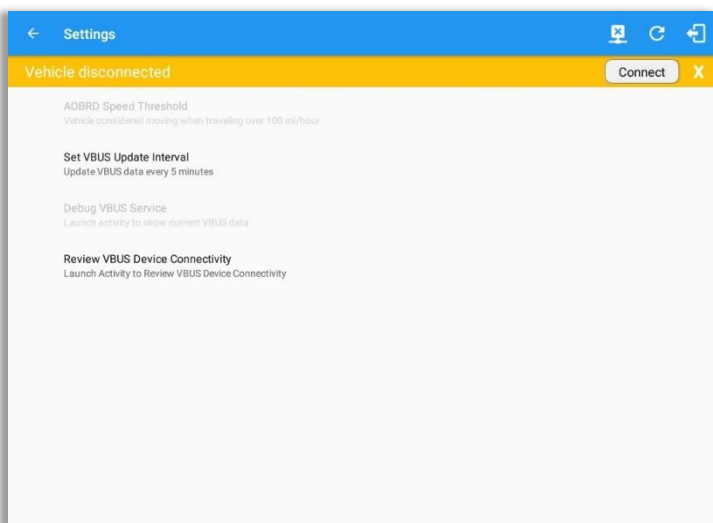 Settings
Vehicle disconnected
Connect
X
AOBRD Speed Threshold
Vehicle considered moving when traveling over 100 mi/hour
Set VBUS Update Interval
Update VBUS data every 5 minutes
Debug VBUS Service
Launch activity to show current VBUS data
Review VBUS Device Connectivity
Launch Activity to Review VBUS Device Connectivity